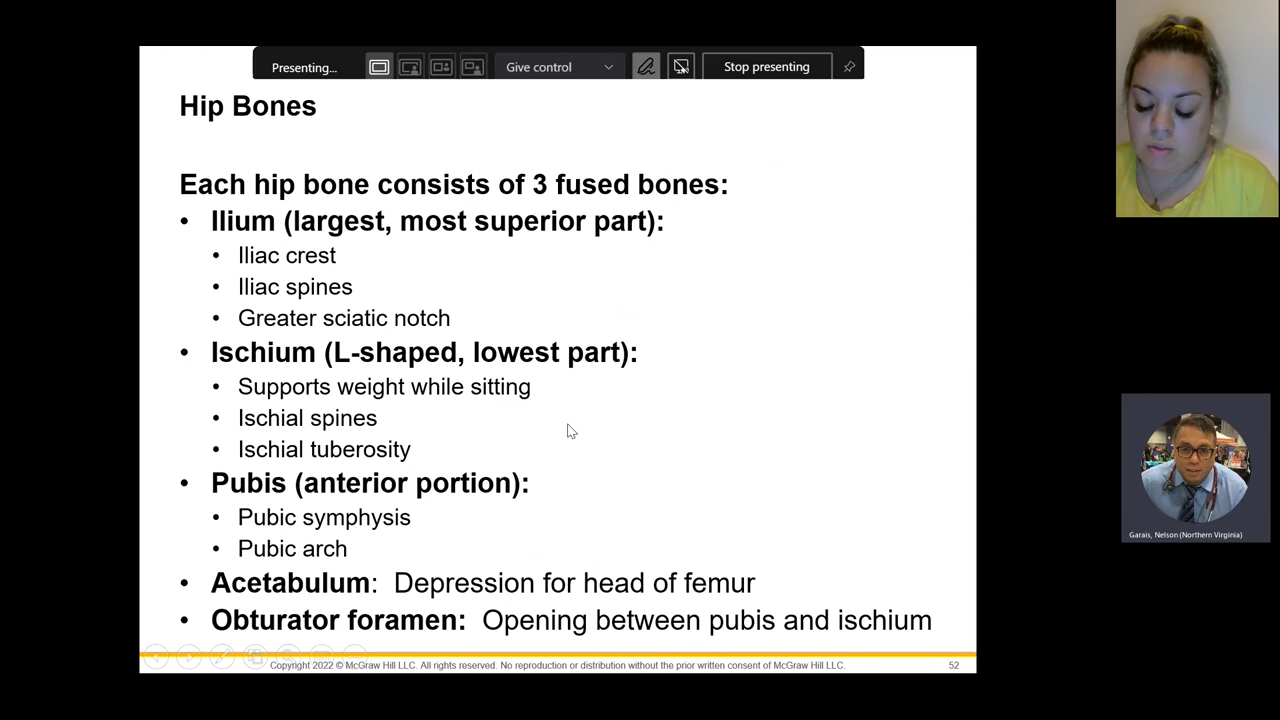 Presenting...
Give control
Stop presenting
Hip Bones
Each hip bone consists of 3 fused bones:
• Ilium (largest, most superior part):
• Iliac crest
• Iliac spines
• Greater sciatic notch
• Ischium (L-shaped, lowest part):
• Supports weight while sitting
• Ischial spines
• Ischial tuberosity
• Pubis (anterior portion):
• Pubic symphysis
• Pubic arch
• Acetabulum: Depression for head of femur
• Obturator foramen: Opening between pubis and ischium
Copyright 2022 © McGraw Hill LLC. All rights reserved. No reproduction or distribution without the prior written consent of McGraw Hill LLC.
52
Garais, Nelson (Northern Virginia)